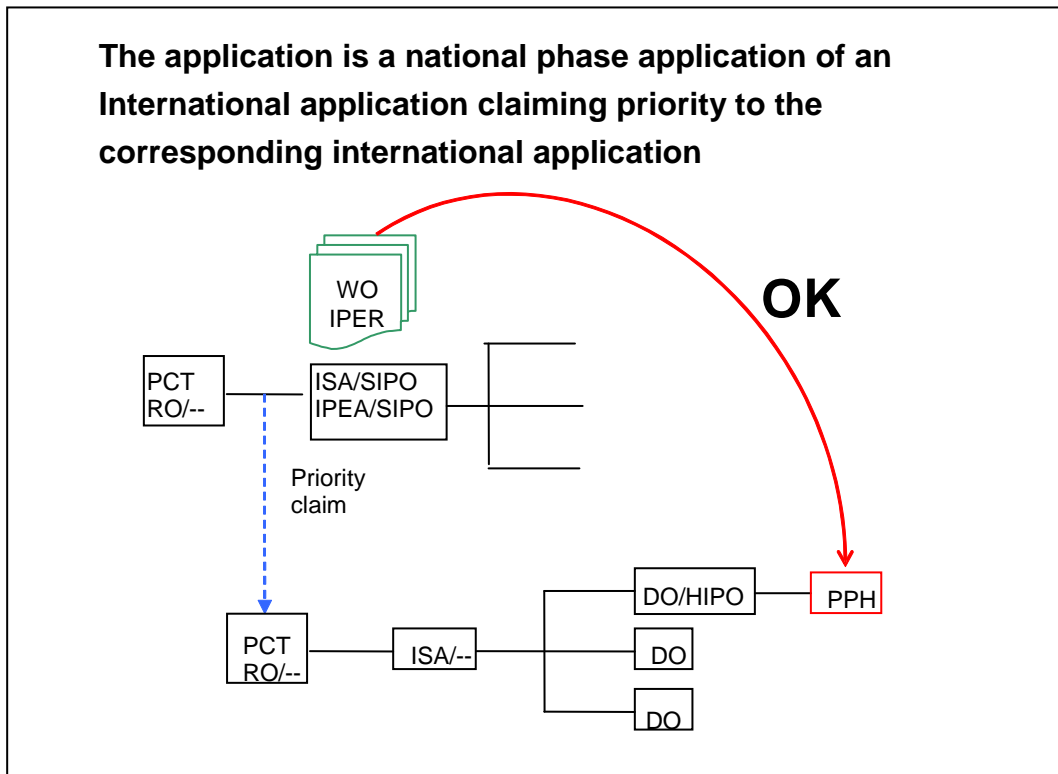 The application is a national phase application of an
International application claiming priority to the
corresponding international application
WO
IPER
OK
PCT
RO/--
ISA/SIPO
IPEA/SIPO
Priority
claim
DO/HIPO
PPH
PCT
RO/--
ISA/--
DO
DO